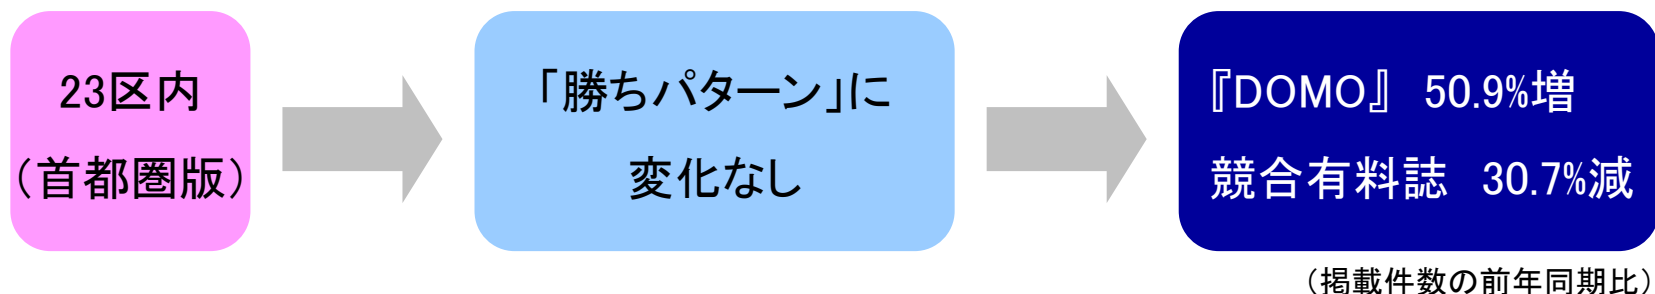 23区内
（首都圏版）
「勝ちパターン」に
変化なし
『DOMO』 50.9%増
競合有料誌 30.7%減
（掲載件数の前年同期比）